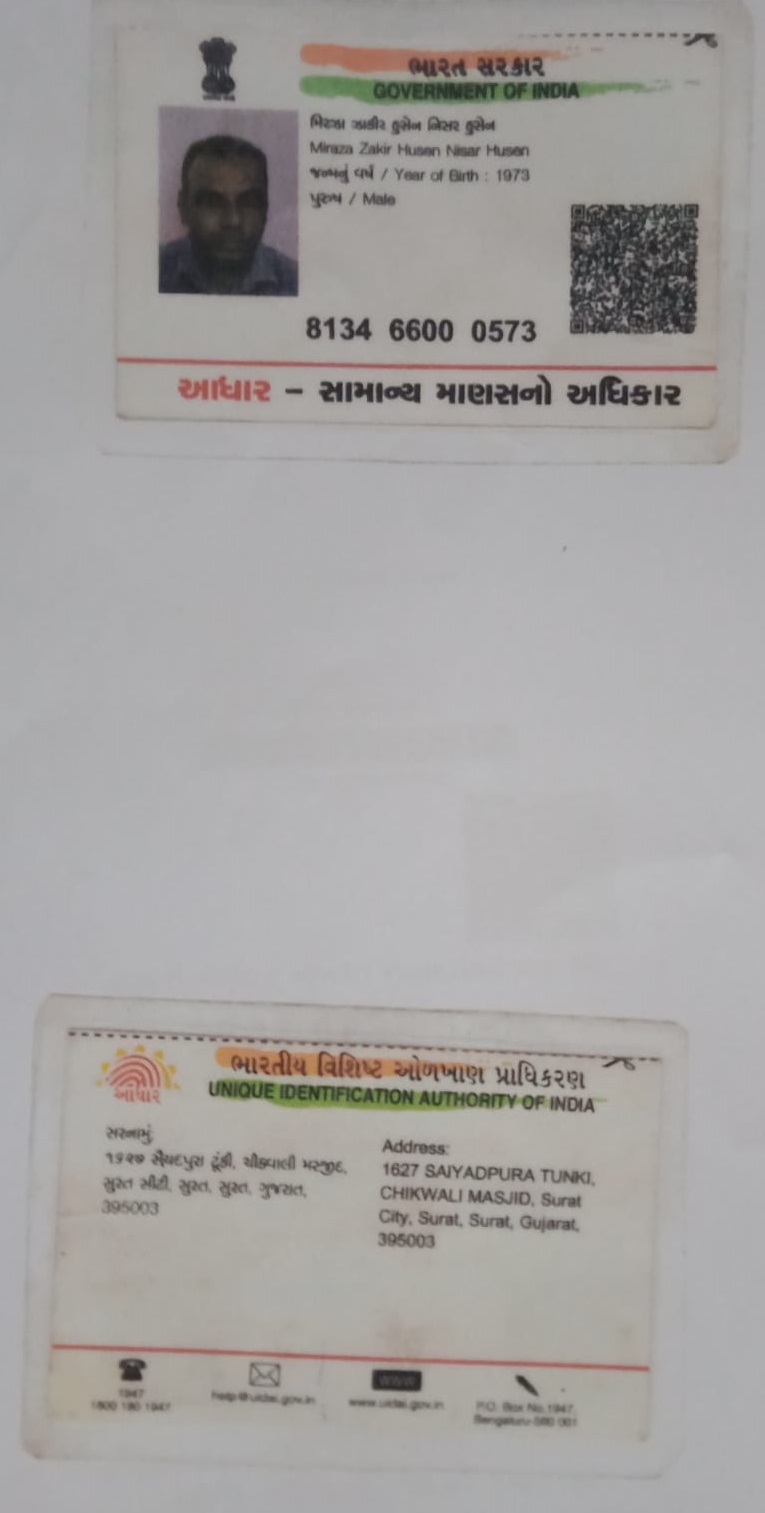 ભારત સરકાર
GOVERNMENT OF INDIA
મિરઝા ઝાકીર હુસેન નિસર હુસેન
Miraza Zakir Husen Nisar Husen
જન્મનું વર્ષ / Year of Birth : 1973
પુરુષ / Male
8134 6600 0573
આધાર – સામાન્ય માણસનો અધિકાર
ભારતીય વિશિષ્ટ ઓળખાણ પ્રાધિકરણ
આધાર
UNIQUE IDENTIFICATION AUTHORITY OF INDIA
સરનામું
૧૬૨૭ સૈયદપુરા ટૂંકી, ચીકવાલી મસ્જીદ,
સુરત સીટી, સુરત, સુરત, ગુજરાત,
395003
Address:
1627 SAIYADPURA TUNKI,
CHIKWALI MASJID, Surat
City, Surat, Surat, Gujarat,
395003
1947
1800 180 1947
help@uidai.gov.in
WWW
www.uidai.gov.in
P.O. Box No.1947,
Bengaluru-560 001